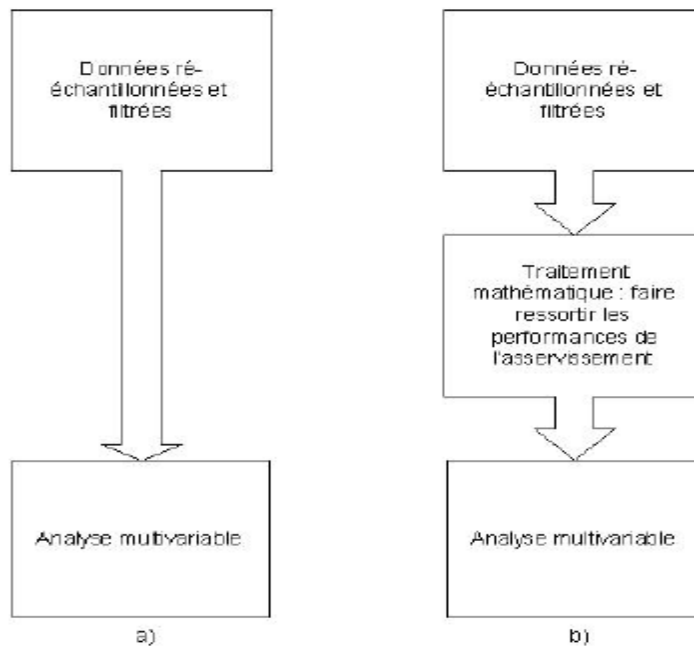 Données ré-
échantillonnées et
filtrées
Analyse multivariable
a)
Données ré-
échantillonnées et
filtrées
Traitement
mathématique : faire
ressortir les
performances de
l'asservissement
Analyse multivariable
b)